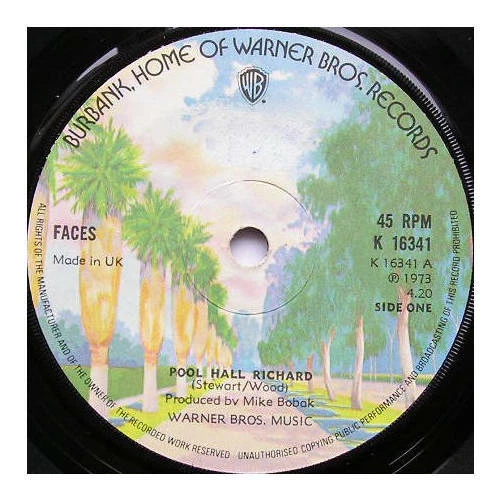 BURBANK, HOME OF WARNER BROS. RECORDS
WB
FACES
Made in UK
45 RPM
K 16341
K 16341 A
℗ 1973
4.20
SIDE ONE
POOL HALL RICHARD
(Stewart/Wood)
Produced by Mike Bobak
WARNER BROS. MUSIC
ALL RIGHTS OF THE MANUFACTURER AND OF THE OWNER OF THE RECORDED WORK RESERVED UNAUTHORISED COPYING PUBLIC PERFORMANCE AND BROADCASTING OF THIS RECORD PROHIBITED